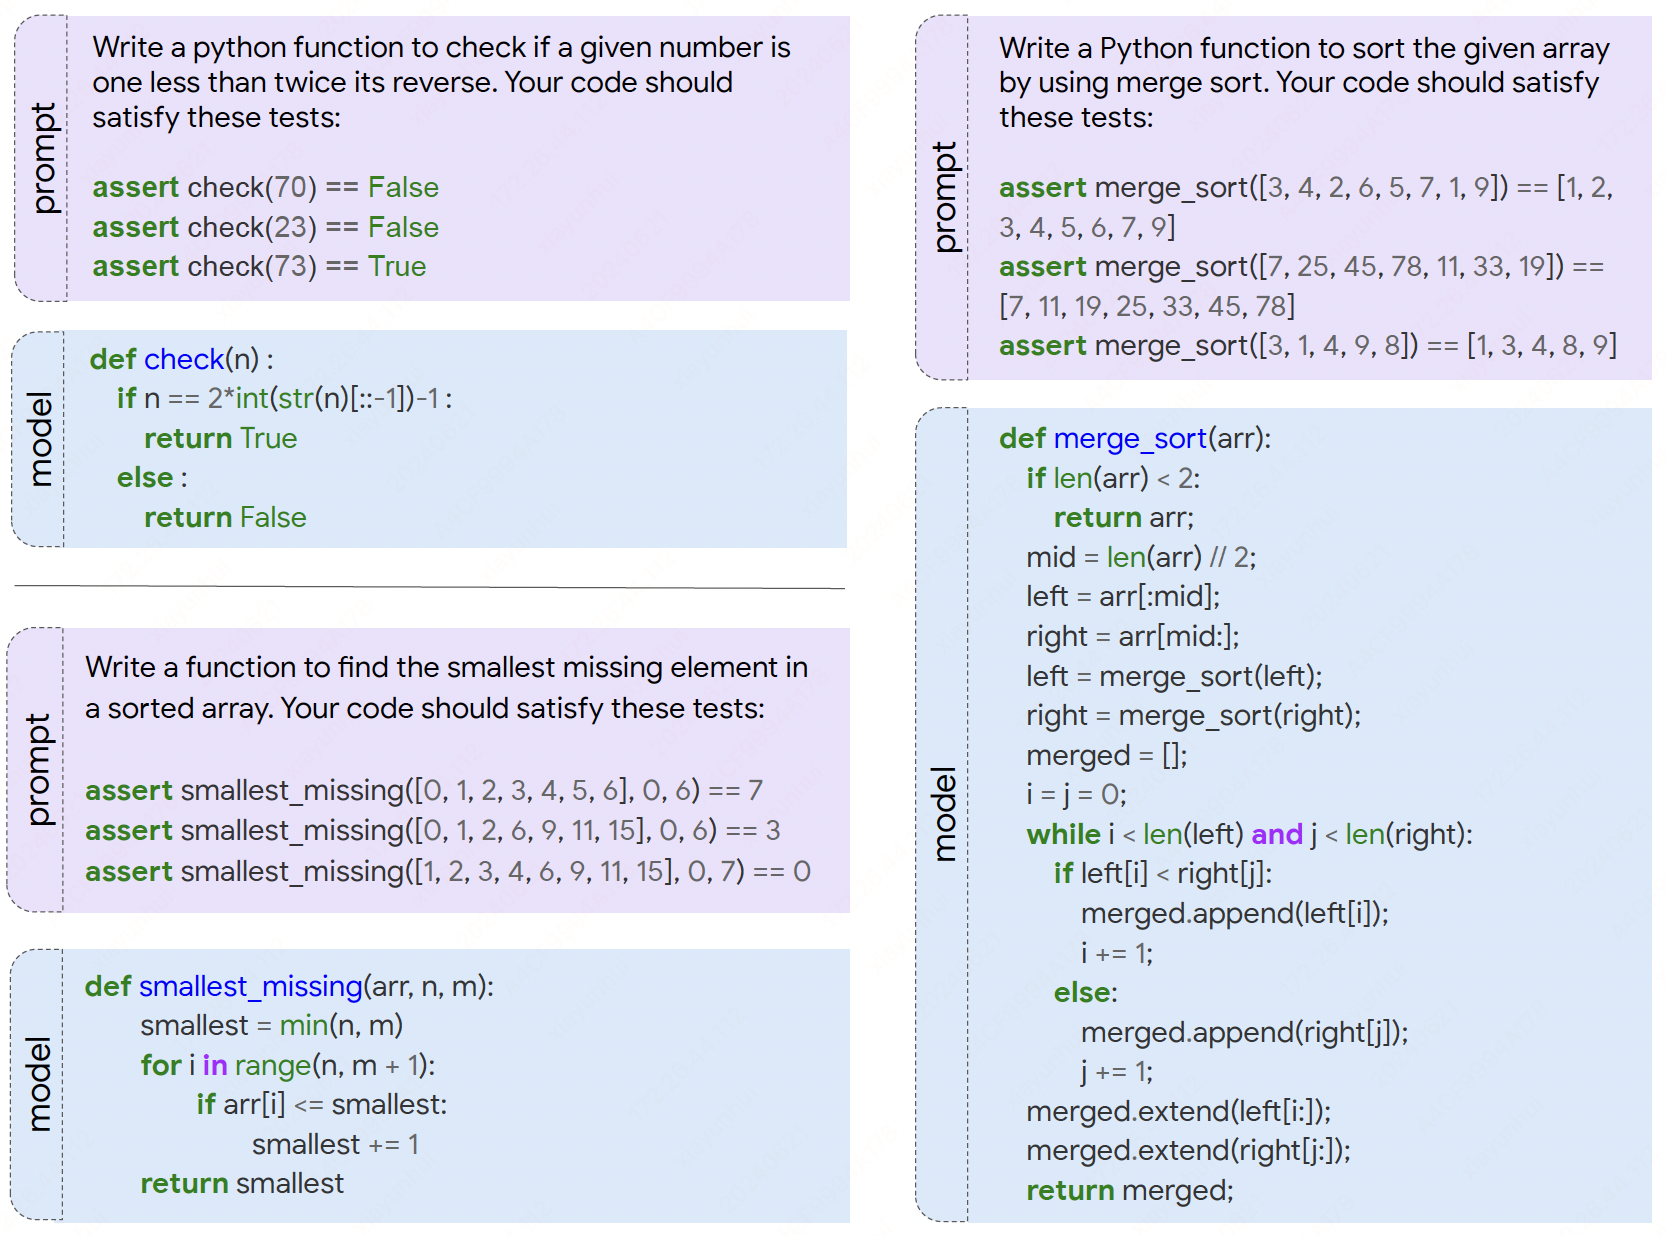 prompt
Write a python function to check if a given number is
one less than twice its reverse. Your code should
satisfy these tests:
assert check(70) == False
assert check(23) == False
assert check(73) == True
model
def check(n) :
if n == 2*int(str(n)[::-1])-1 :
return True
else :
return False
prompt
Write a function to find the smallest missing element in
a sorted array. Your code should satisfy these tests:
assert smallest_missing([0, 1, 2, 3, 4, 5, 6], 0, 6) == 7
assert smallest_missing([0, 1, 2, 6, 9, 11, 15], 0, 6) == 3
assert smallest_missing([1, 2, 3, 4, 6, 9, 11, 15], 0, 7) == 0
model
def smallest_missing(arr, n, m):
smallest = min(n, m)
for i in range(n, m + 1):
if arr[i] <= smallest:
smallest += 1
return smallest
prompt
Write a Python function to sort the given array
by using merge sort. Your code should satisfy
these tests:
assert merge_sort([3, 4, 2, 6, 5, 7, 1, 9]) == [1, 2,
3, 4, 5, 6, 7, 9]
assert merge_sort([7, 25, 45, 78, 11, 33, 19]) ==
[7, 11, 19, 25, 33, 45, 78]
assert merge_sort([3, 1, 4, 9, 8]) == [1, 3, 4, 8, 9]
model
def merge_sort(arr):
if len(arr) < 2:
return arr;
mid = len(arr) // 2;
left = arr[:mid];
right = arr[mid:];
left = merge_sort(left);
right = merge_sort(right);
merged = [];
i = j = 0;
while i < len(left) and j < len(right):
if left[i] < right[j]:
merged.append(left[i]);
i += 1;
else:
merged.append(right[j]);
j += 1;
merged.extend(left[i:]);
merged.extend(right[j:]);
return merged;